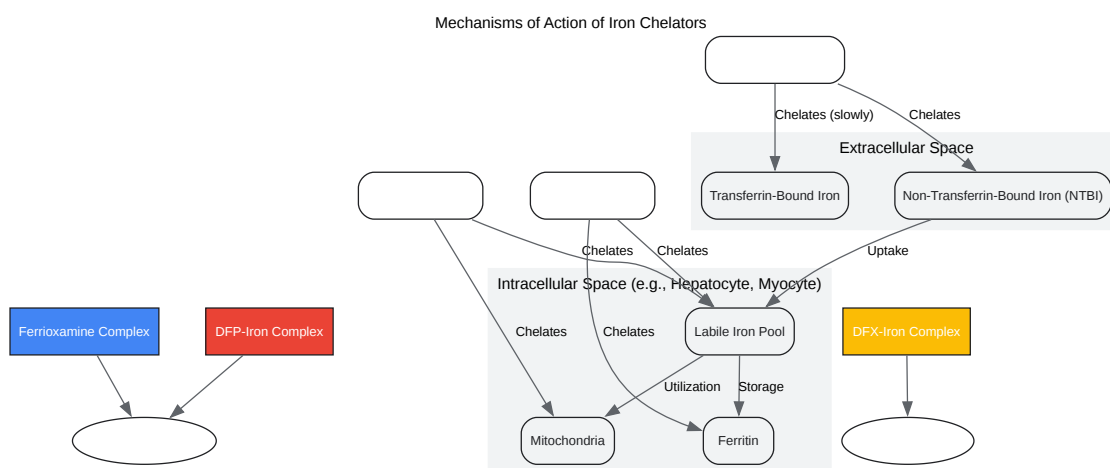 Mechanisms of Action of Iron Chelators
Chelates (slowly)
Chelates
Extracellular Space
Transferrin-Bound Iron
Non-Transferrin-Bound Iron (NTBI)
Chelates
Chelates
Uptake
Intracellular Space (e.g., Hepatocyte, Myocyte)
Ferrioxamine Complex
DFP-Iron Complex
Chelates
Chelates
Labile Iron Pool
DFX-Iron Complex
Utilization
Storage
Mitochondria
Ferritin